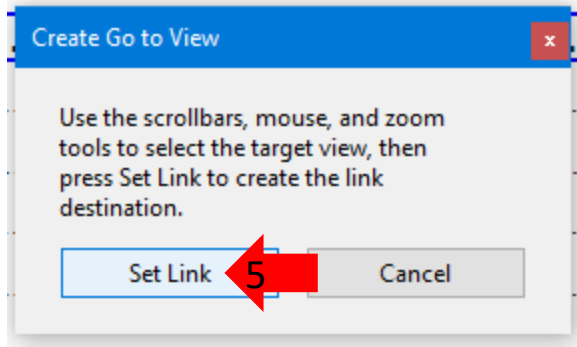 Create Go to View
x
Use the scrollbars, mouse, and zoom
tools to select the target view, then
press Set Link to create the link
destination.
Set Link 5 Cancel